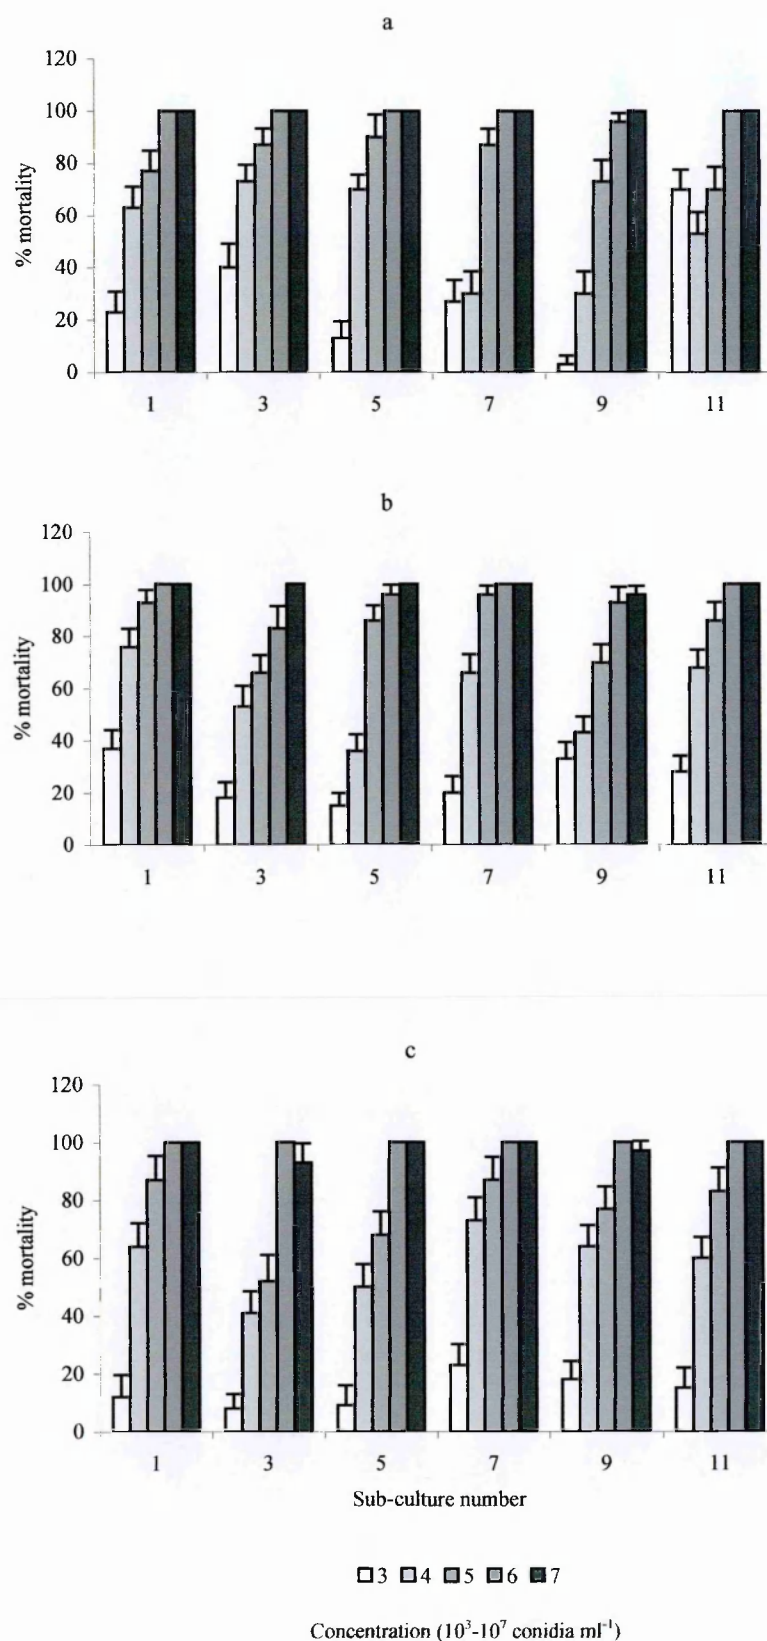 a
120
100
80
60
40
20
0
% mortality
1 3 5 7 9 11
b
120
100
80
60
40
20
0
% mortality
1 3 5 7 9 11
c
120
100
80
60
40
20
0
% mortality
1 3 5 7 9 11
Sub-culture number
3 4 5 6 7
Concentration (10³-10⁷ conidia ml⁻¹)